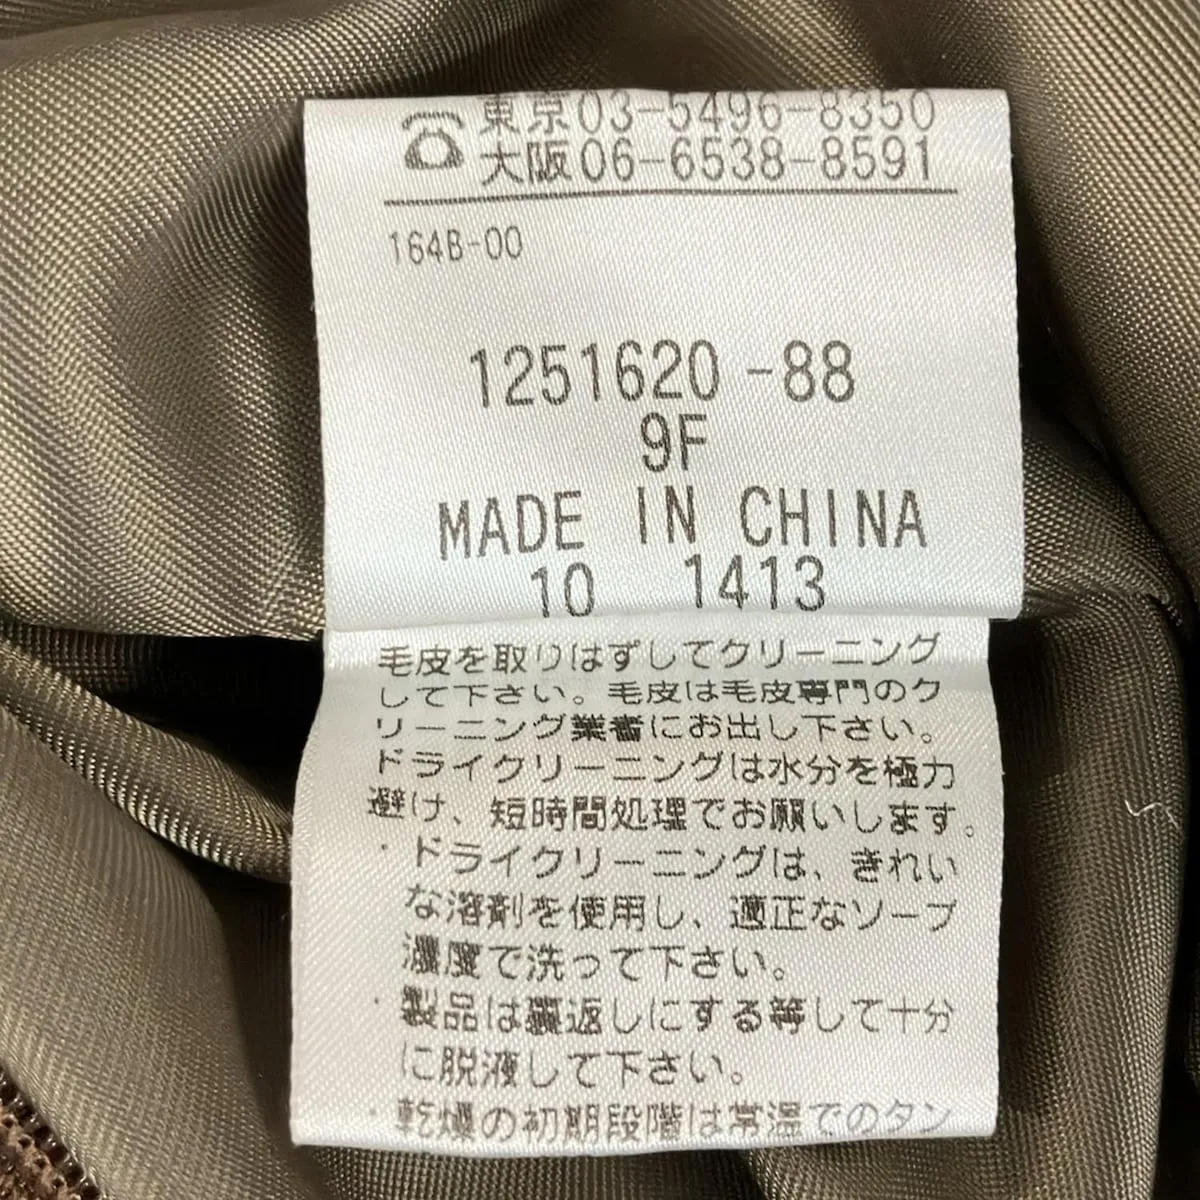 東京03-5496-8350
大阪06-6538-8591
164B-00
1251620 -88
9F
MADE IN CHINA
10 1413
毛皮を取りはずしてクリーニング
して下さい。毛皮は毛皮専門のク
リーニング業者にお出し下さい。
ドライクリーニングは水分を極力
避け、短時間処理でお願いします。
・ドライクリーニングは、きれい
な溶剤を使用し、適正なソープ
濃度で洗って下さい。
・製品は裏返しにする等して十分
に脱液して下さい。
・乾燥の初期段階は常温でのタン